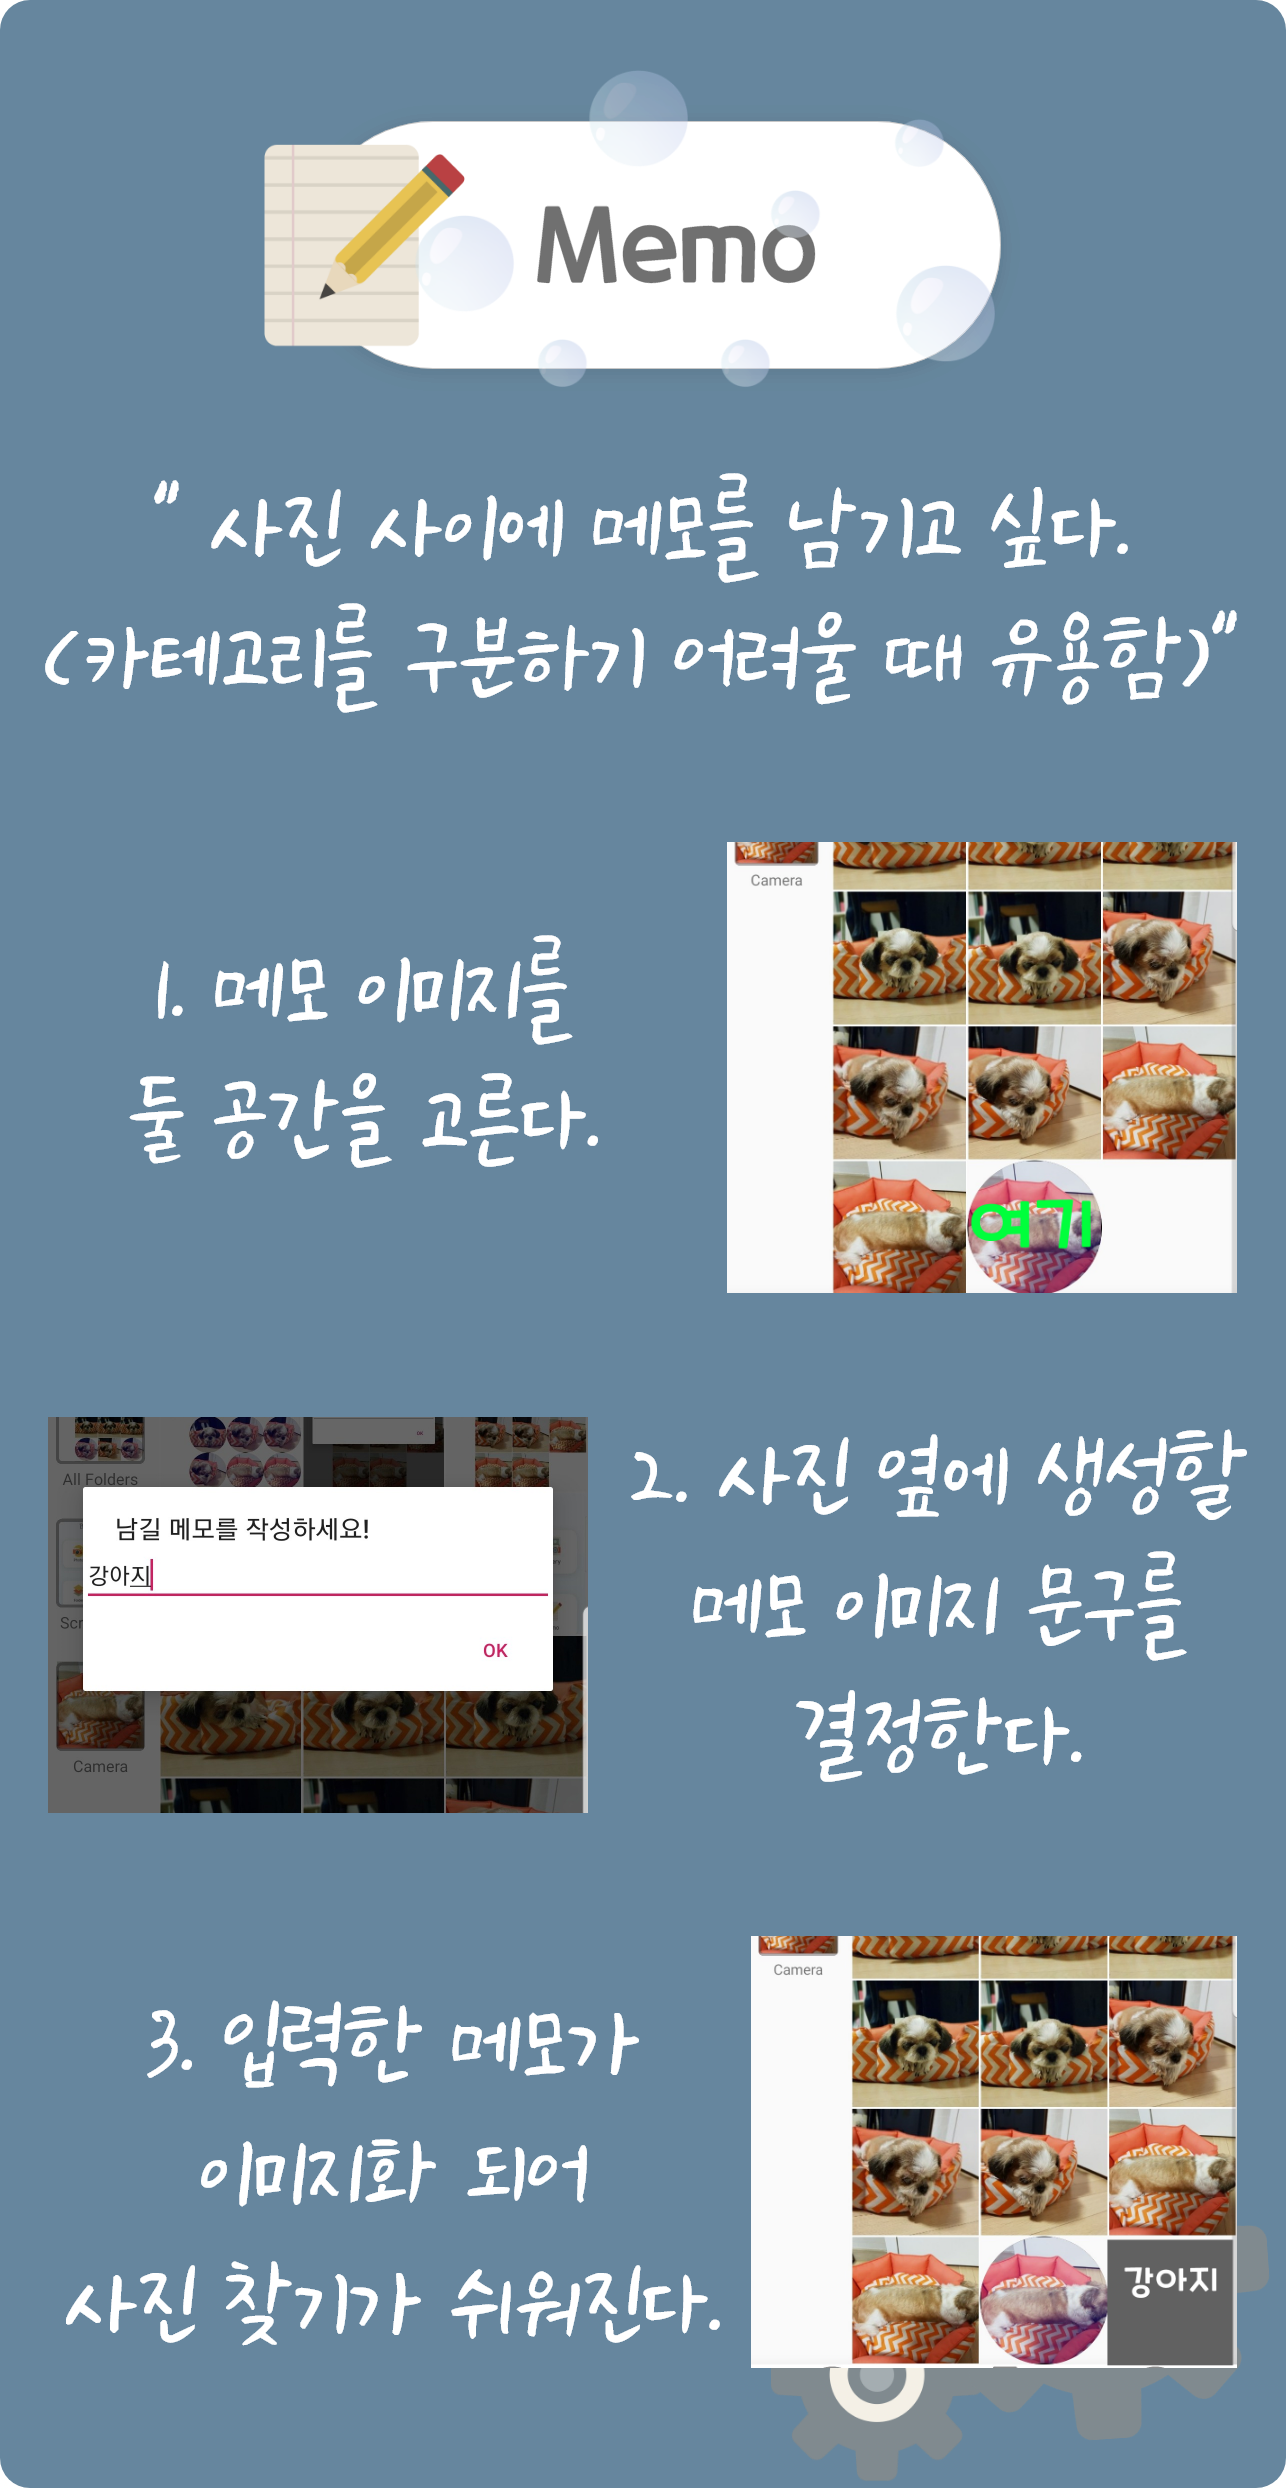 Memo
" 사진 사이에 메모를 남기고 싶다.
(카테고리를 구분하기 어려울 때 유용함)"
Camera
1. 메모 이미지를
둘 공간을 고른다.
여기
All Folders
남길 메모를 작성하세요!
강아지
Scr
OK
Camera
2. 사진 옆에 생성할
메모 이미지 문구를
결정한다.
Camera
3. 입력한 메모가
이미지화 되어
사진 찾기가 쉬워진다.
강아지